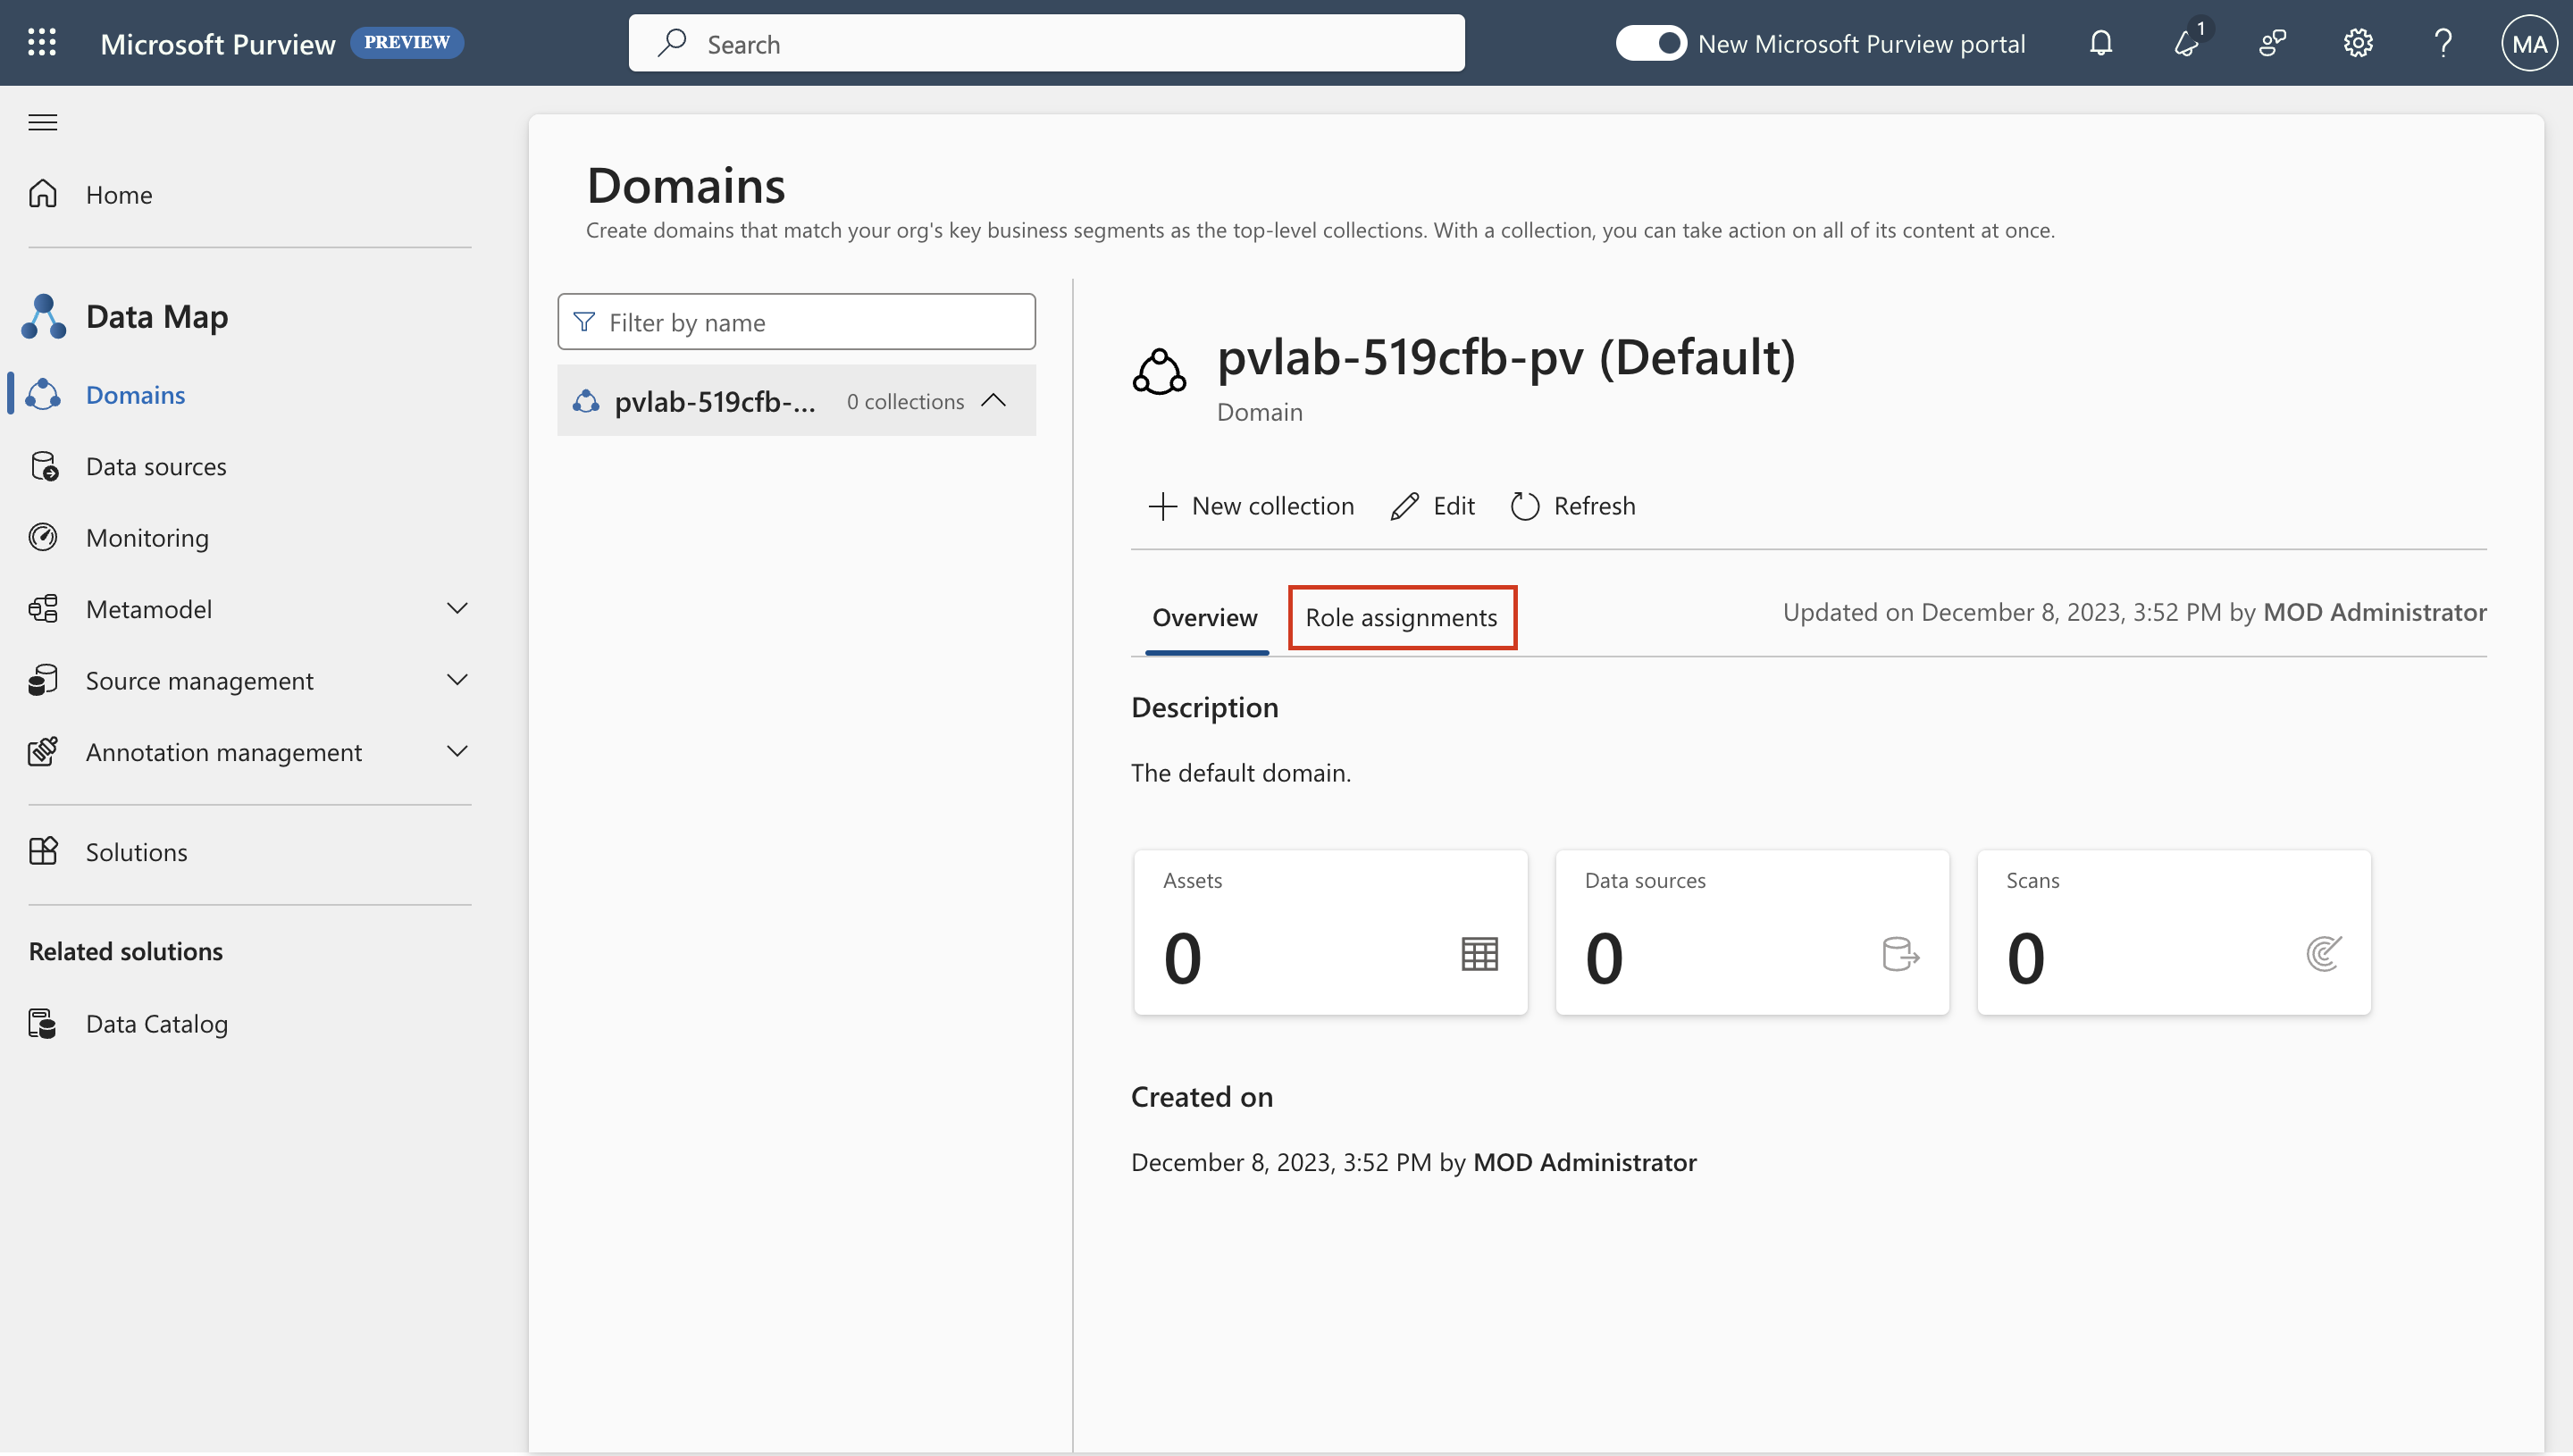 Microsoft Purview PREVIEW
Search
New Microsoft Purview portal
1
MA
Home
Data Map
Domains
Data sources
Monitoring
Metamodel
Source management
Annotation management
Solutions
Related solutions
Data Catalog
Domains
Create domains that match your org's key business segments as the top-level collections. With a collection, you can take action on all of its content at once.
Filter by name
pvlab-519cfb-... 0 collections
pvlab-519cfb-pv (Default)
Domain
New collection Edit Refresh
Overview Role assignments Updated on December 8, 2023, 3:52 PM by MOD Administrator
Description
The default domain.
Assets
0
Data sources
0
Scans
0
Created on
December 8, 2023, 3:52 PM by MOD Administrator